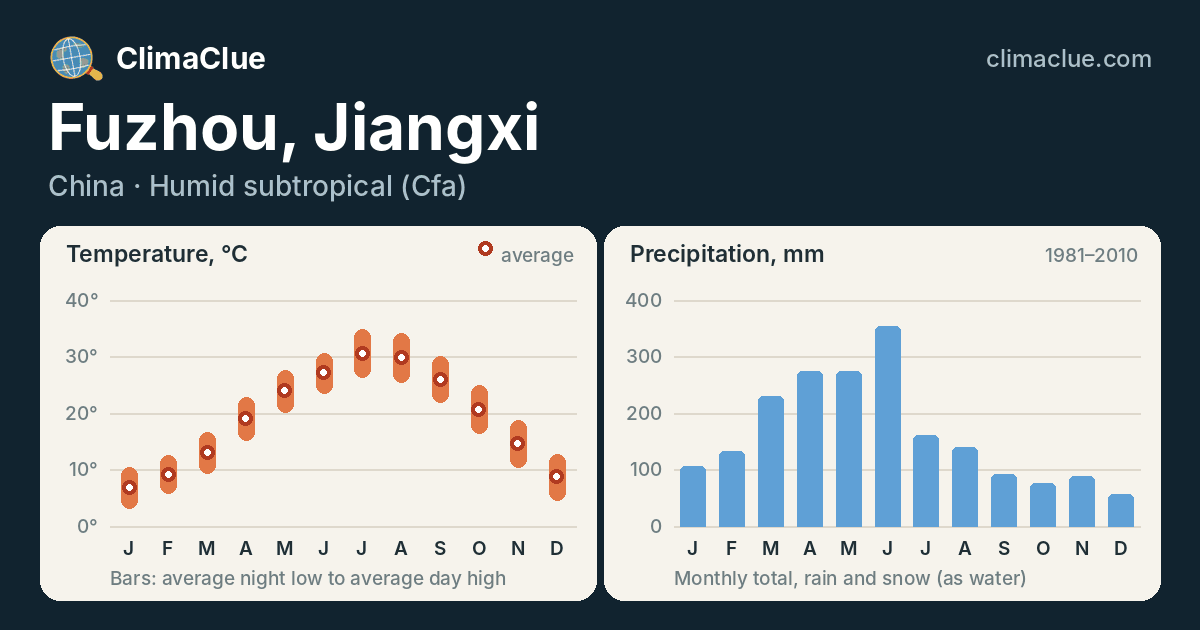 ClimaClue
climaclue.com
Fuzhou, Jiangxi
China · Humid subtropical (Cfa)
Temperature, °C
average
40°
30°
20°
10°
0°
J F M A M J J A S O N D
Bars: average night low to average day high
Precipitation, mm
1981–2010
400
300
200
100
0
J F M A M J J A S O N D
Monthly total, rain and snow (as water)